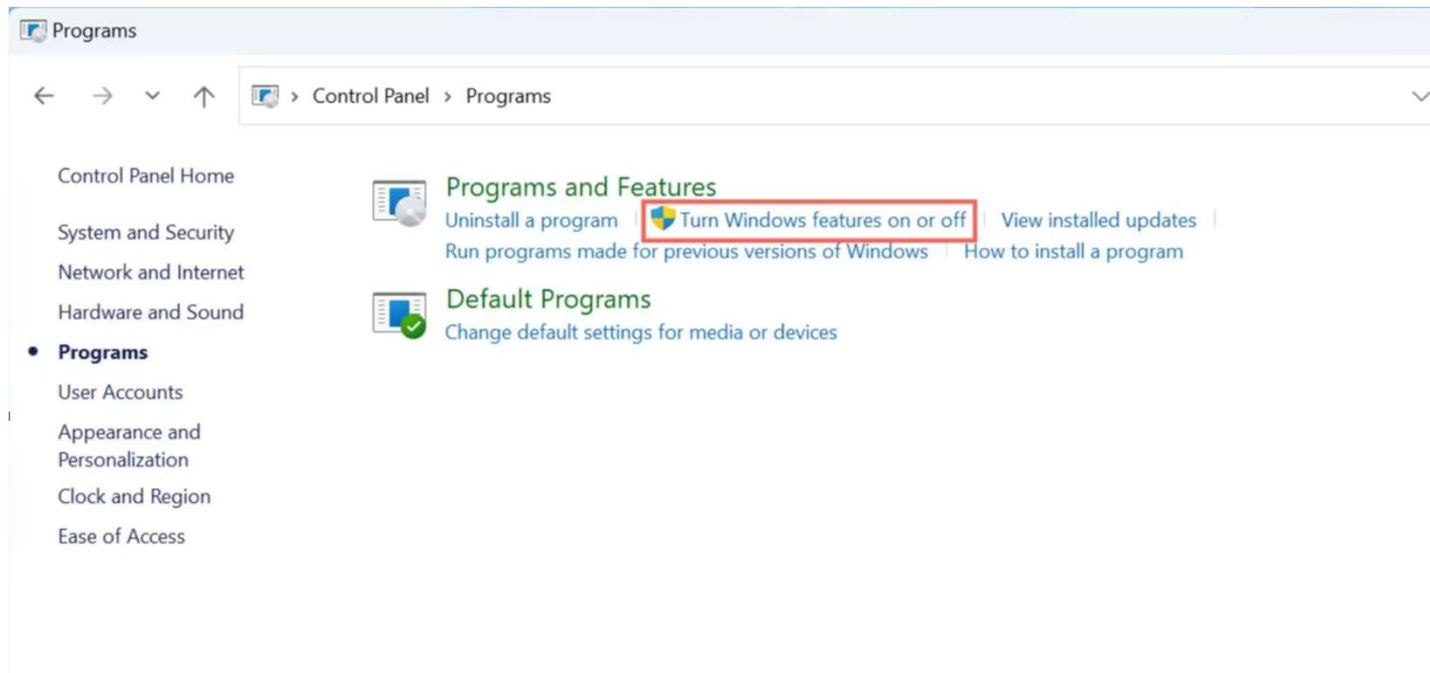 Programs
Control Panel > Programs
Control Panel Home
System and Security
Network and Internet
Hardware and Sound
Programs
User Accounts
Appearance and
Personalization
Clock and Region
Ease of Access
Programs and Features
Uninstall a program Turn Windows features on or off View installed updates
Run programs made for previous versions of Windows How to install a program
Default Programs
Change default settings for media or devices